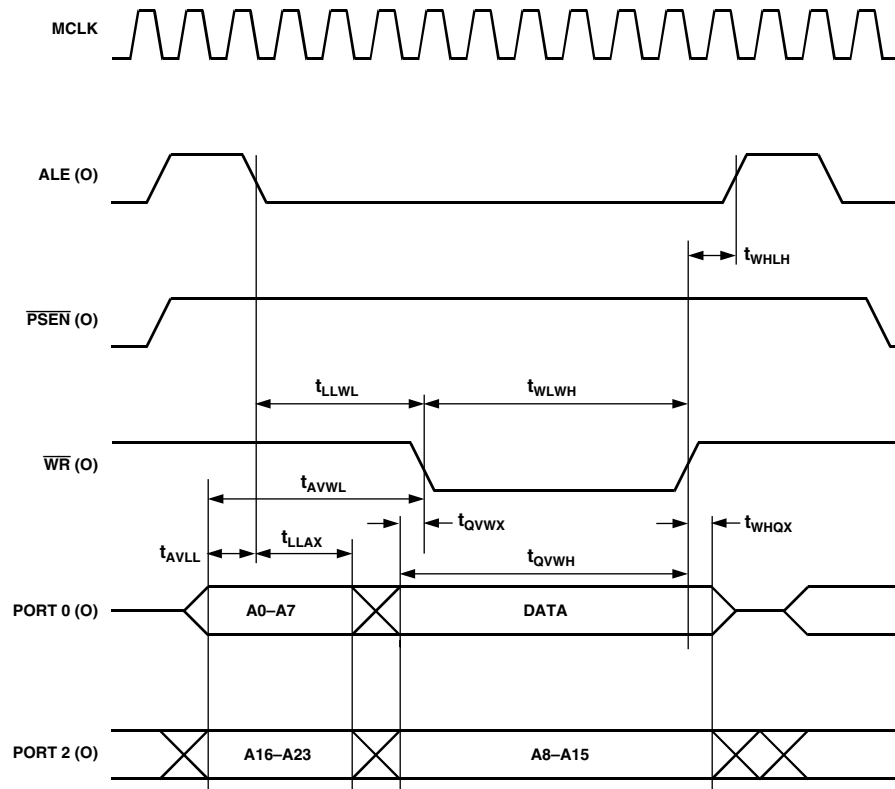 MCLK
ALE (O)
tWHLH
PSEN (O)
tLLWL
tWLWH
WR (O)
tAVWL
tQVWX
tWHQX
tAVLL
tLLAX
tQVWH
PORT 0 (O)
A0–A7
DATA
PORT 2 (O)
A16–A23
A8–A15